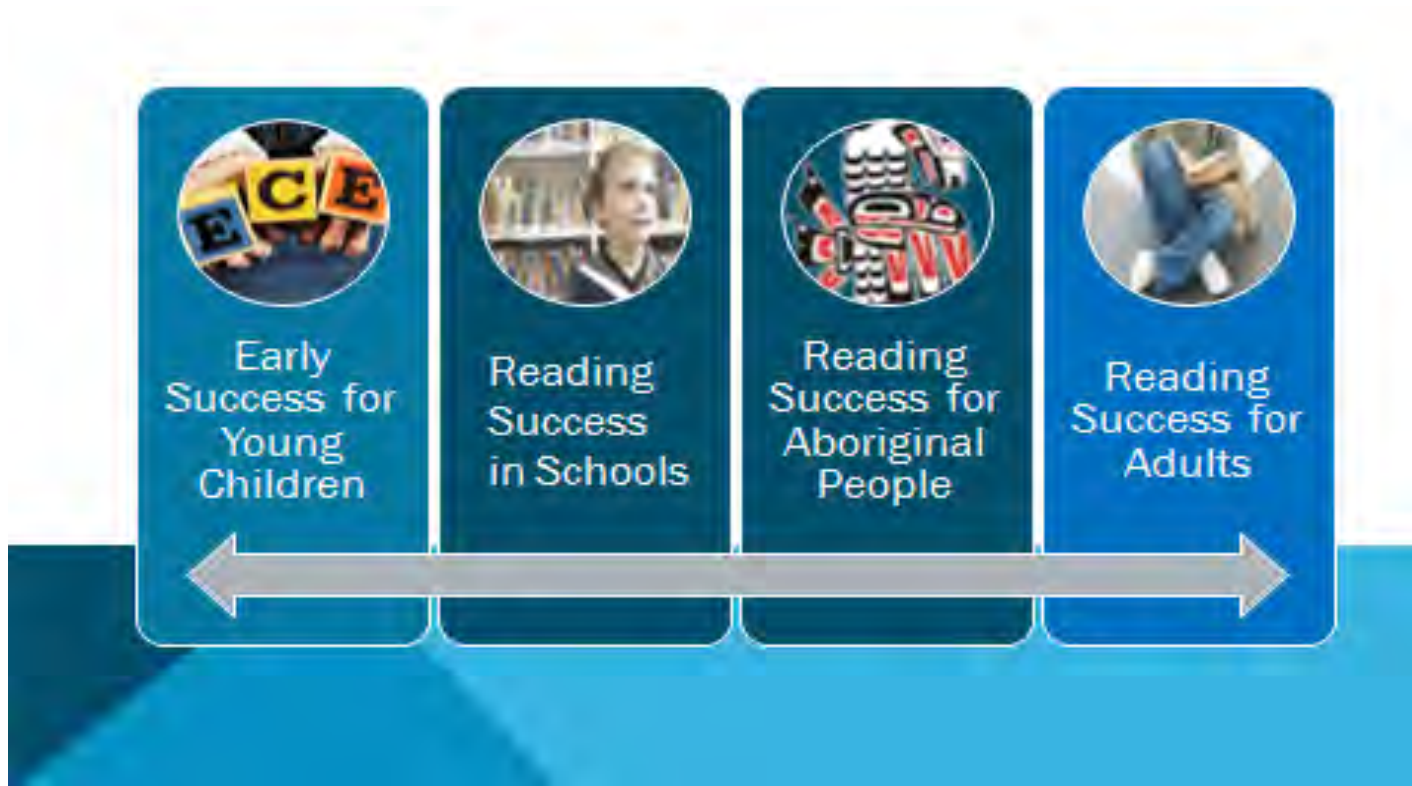 E C E
Early
Success for
Young
Children
Reading
Success
in Schools
Reading
Success for
Aboriginal
People
Reading
Success for
Adults